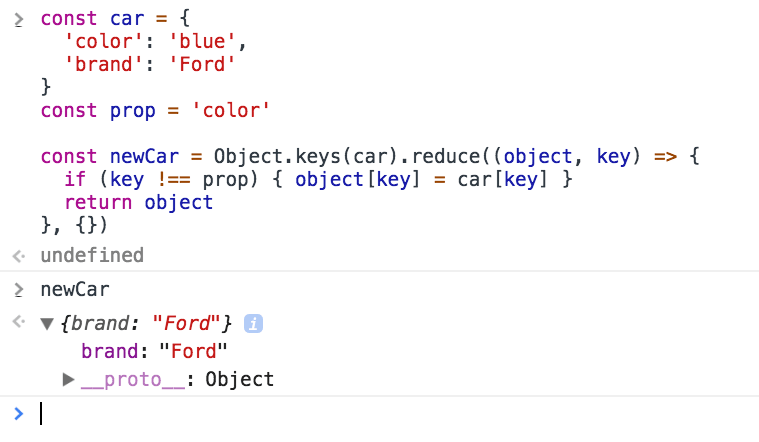 const car = {
  'color': 'blue',
  'brand': 'Ford'
}
const prop = 'color'

const newCar = Object.keys(car).reduce((object, key) => {
  if (key !== prop) { object[key] = car[key] }
  return object
}, {})
undefined
newCar
{brand: "Ford"} i
brand: "Ford"
__proto__: Object